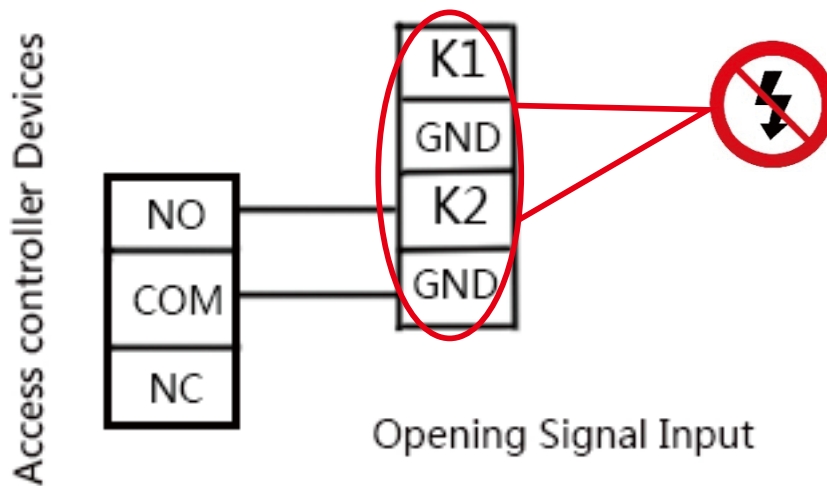 Access controller Devices
NO
COM
NC
K1
GND
K2
GND
Opening Signal Input